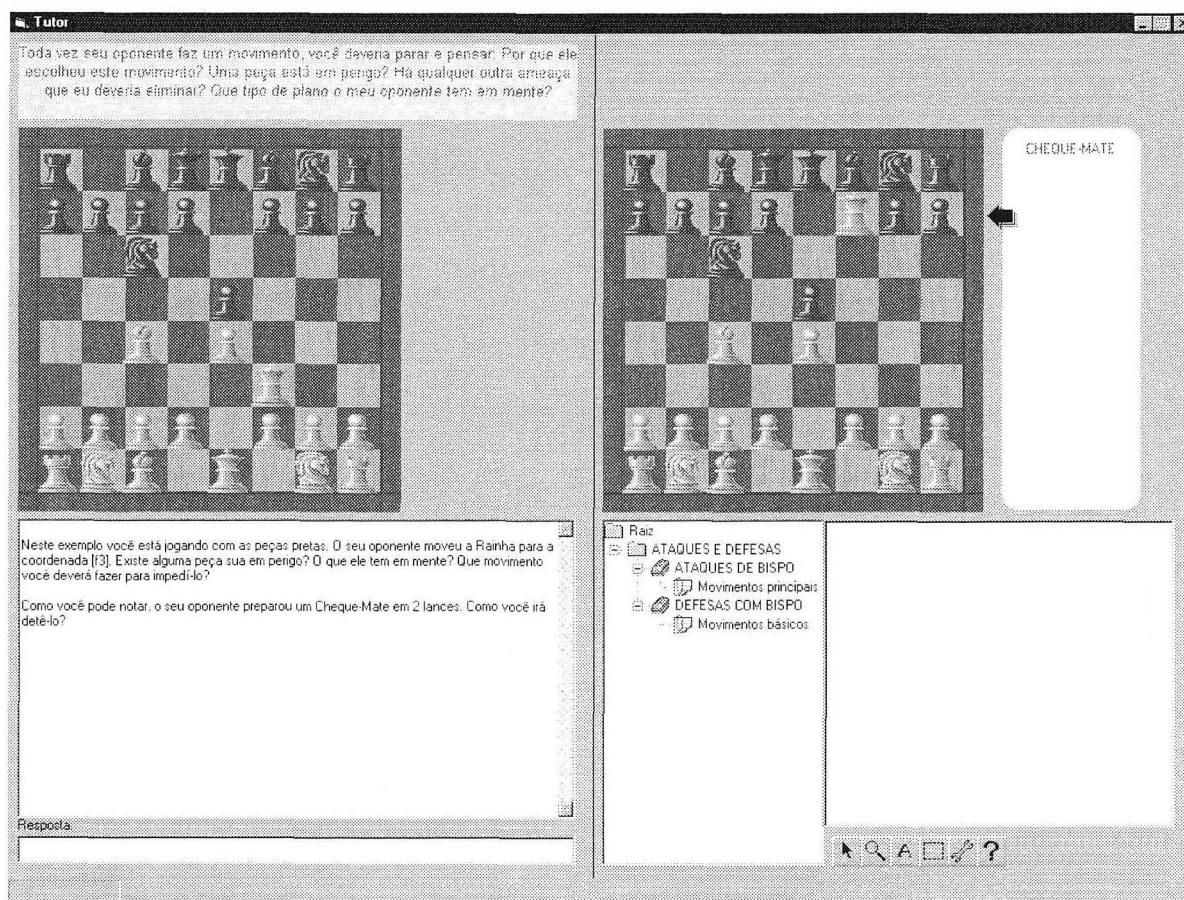 Tutor
Toda vez seu oponente faz um movimento, você deveria parar e pensar: Por que ele
escolheu este movimento? Uma peça está em perigo? Há qualquer outra ameaça
que eu deveria eliminar? Que tipo de plano o meu oponente tem em mente?
CHEQUE-MATE
Neste exemplo você está jogando com as peças pretas. O seu oponente moveu a Rainha para a
coordenada [f3]. Existe alguma peça sua em perigo? O que ele tem em mente? Que movimento
você deverá fazer para impedí-lo?
Como você pode notar, o seu oponente preparou um Cheque-Mate em 2 lances. Como você irá
detê-lo?
Resposta:
Raiz
ATAQUES E DEFESAS
ATAQUES DE BISPO
Movimentos principais
DEFESAS COM BISPO
Movimentos básicos
A
?